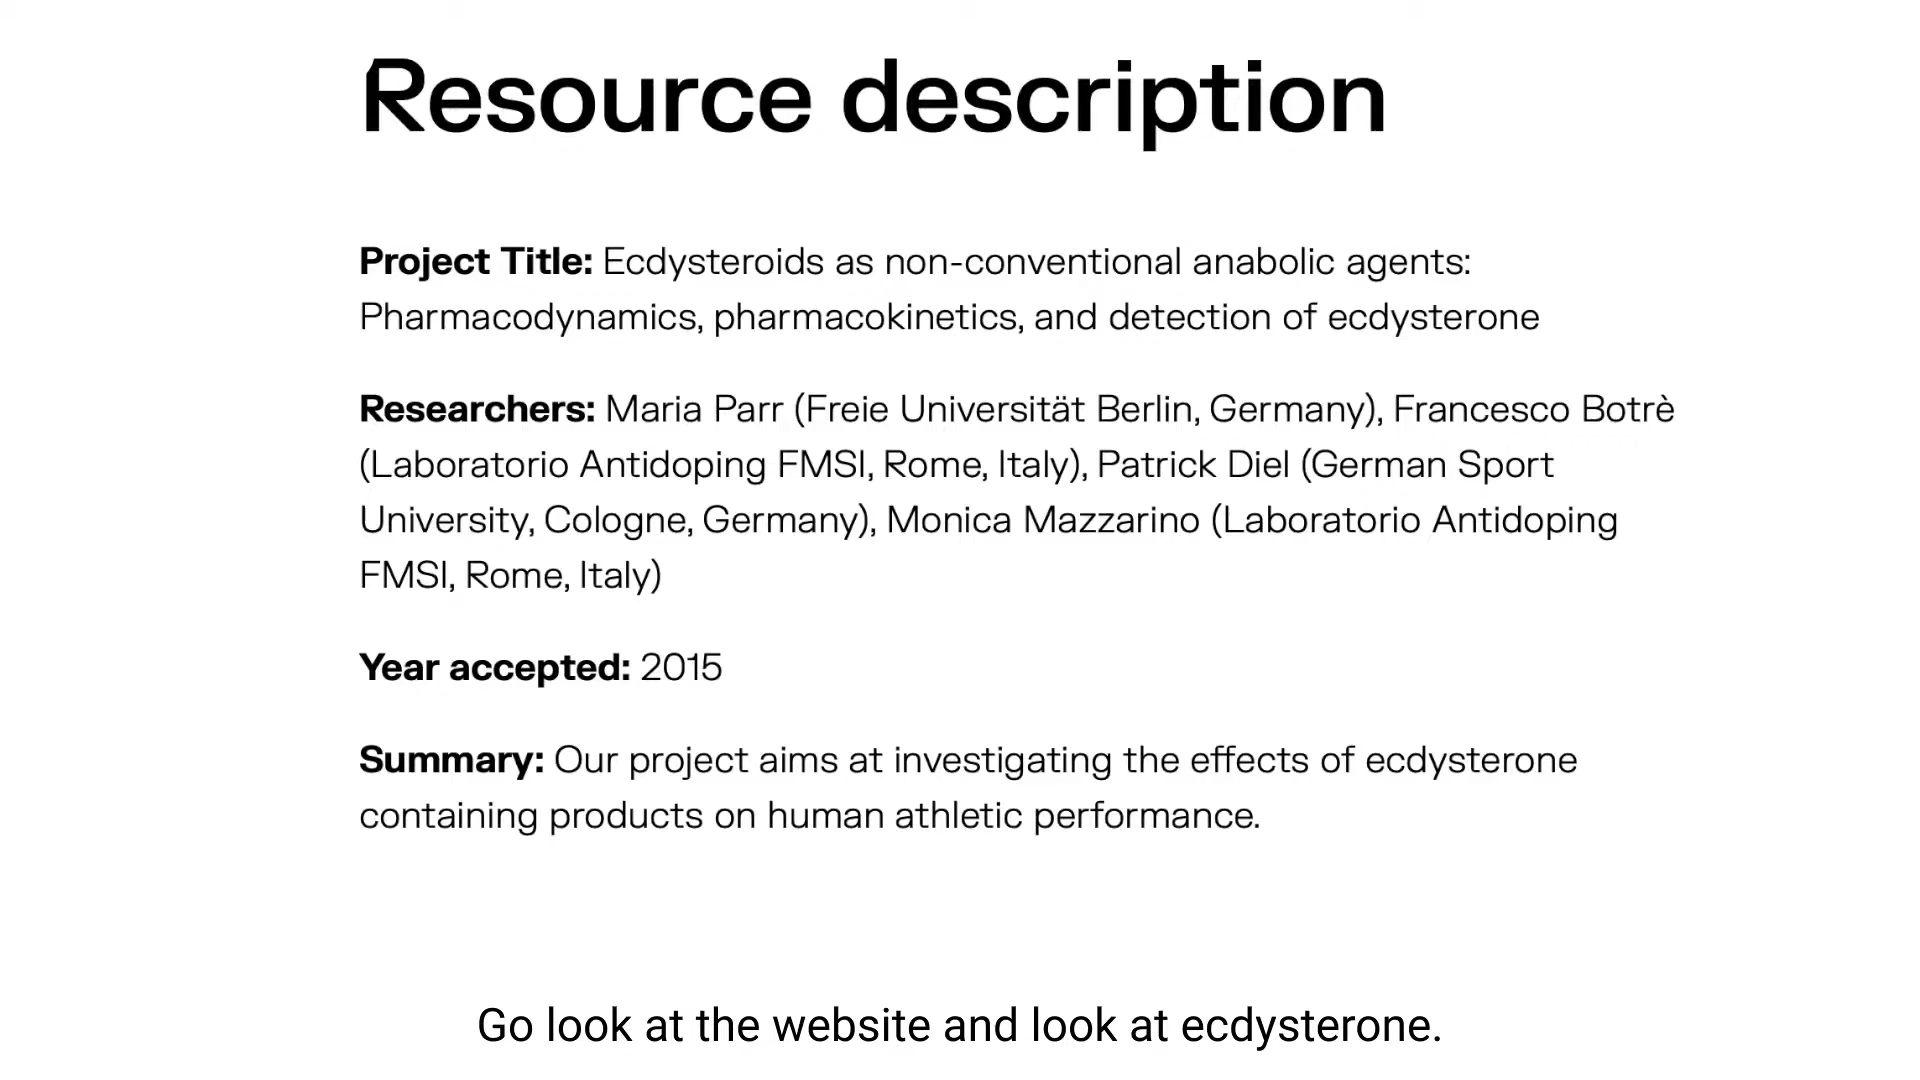 Resource description
Project Title: Ecdysteroids as non-conventional anabolic agents:
Pharmacodynamics, pharmacokinetics, and detection of ecdysterone
Researchers: Maria Parr (Freie Universität Berlin, Germany), Francesco Botrè
(Laboratorio Antidoping FMSI, Rome, Italy), Patrick Diel (German Sport
University, Cologne, Germany), Monica Mazzarino (Laboratorio Antidoping
FMSI, Rome, Italy)
Year accepted: 2015
Summary: Our project aims at investigating the effects of ecdysterone
containing products on human athletic performance.
Go look at the website and look at ecdysterone.